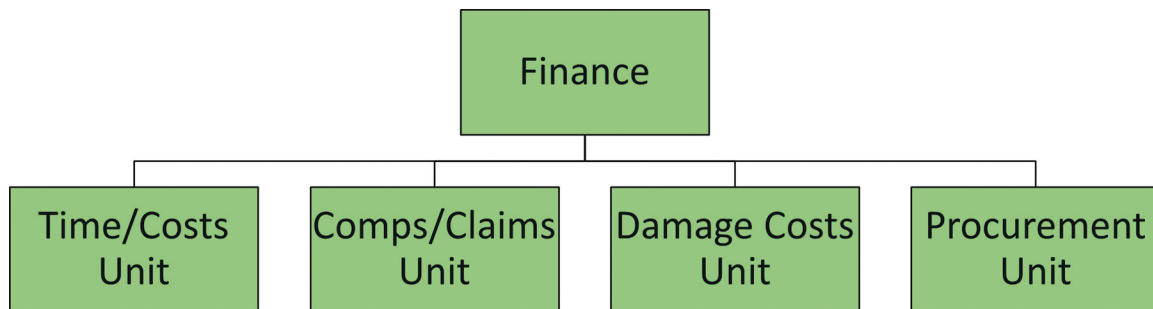 Finance
Time/Costs
Unit
Comps/Claims
Unit
Damage Costs
Unit
Procurement
Unit